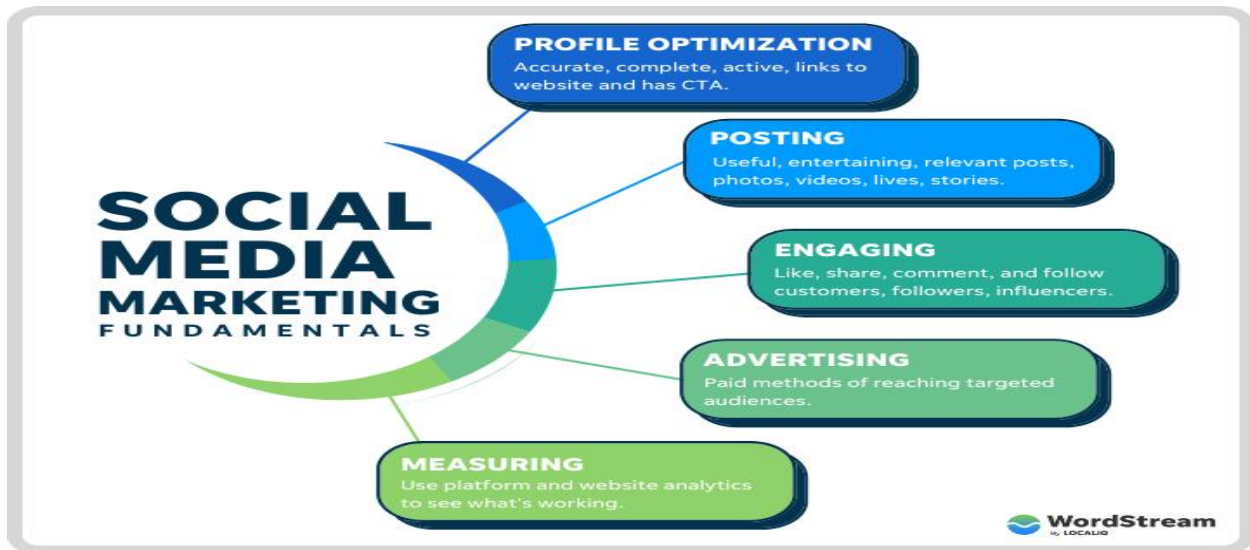 SOCIAL
MEDIA
MARKETING
FUNDAMENTALS
PROFILE OPTIMIZATION
Accurate, complete, active, links to
website and has CTA.
POSTING
Useful, entertaining, relevant posts,
photos, videos, lives, stories.
ENGAGING
Like, share, comment, and follow
customers, followers, influencers.
ADVERTISING
Paid methods of reaching targeted
audiences.
MEASURING
Use platform and website analytics
to see what's working.
WordStream
By LOCALiQ